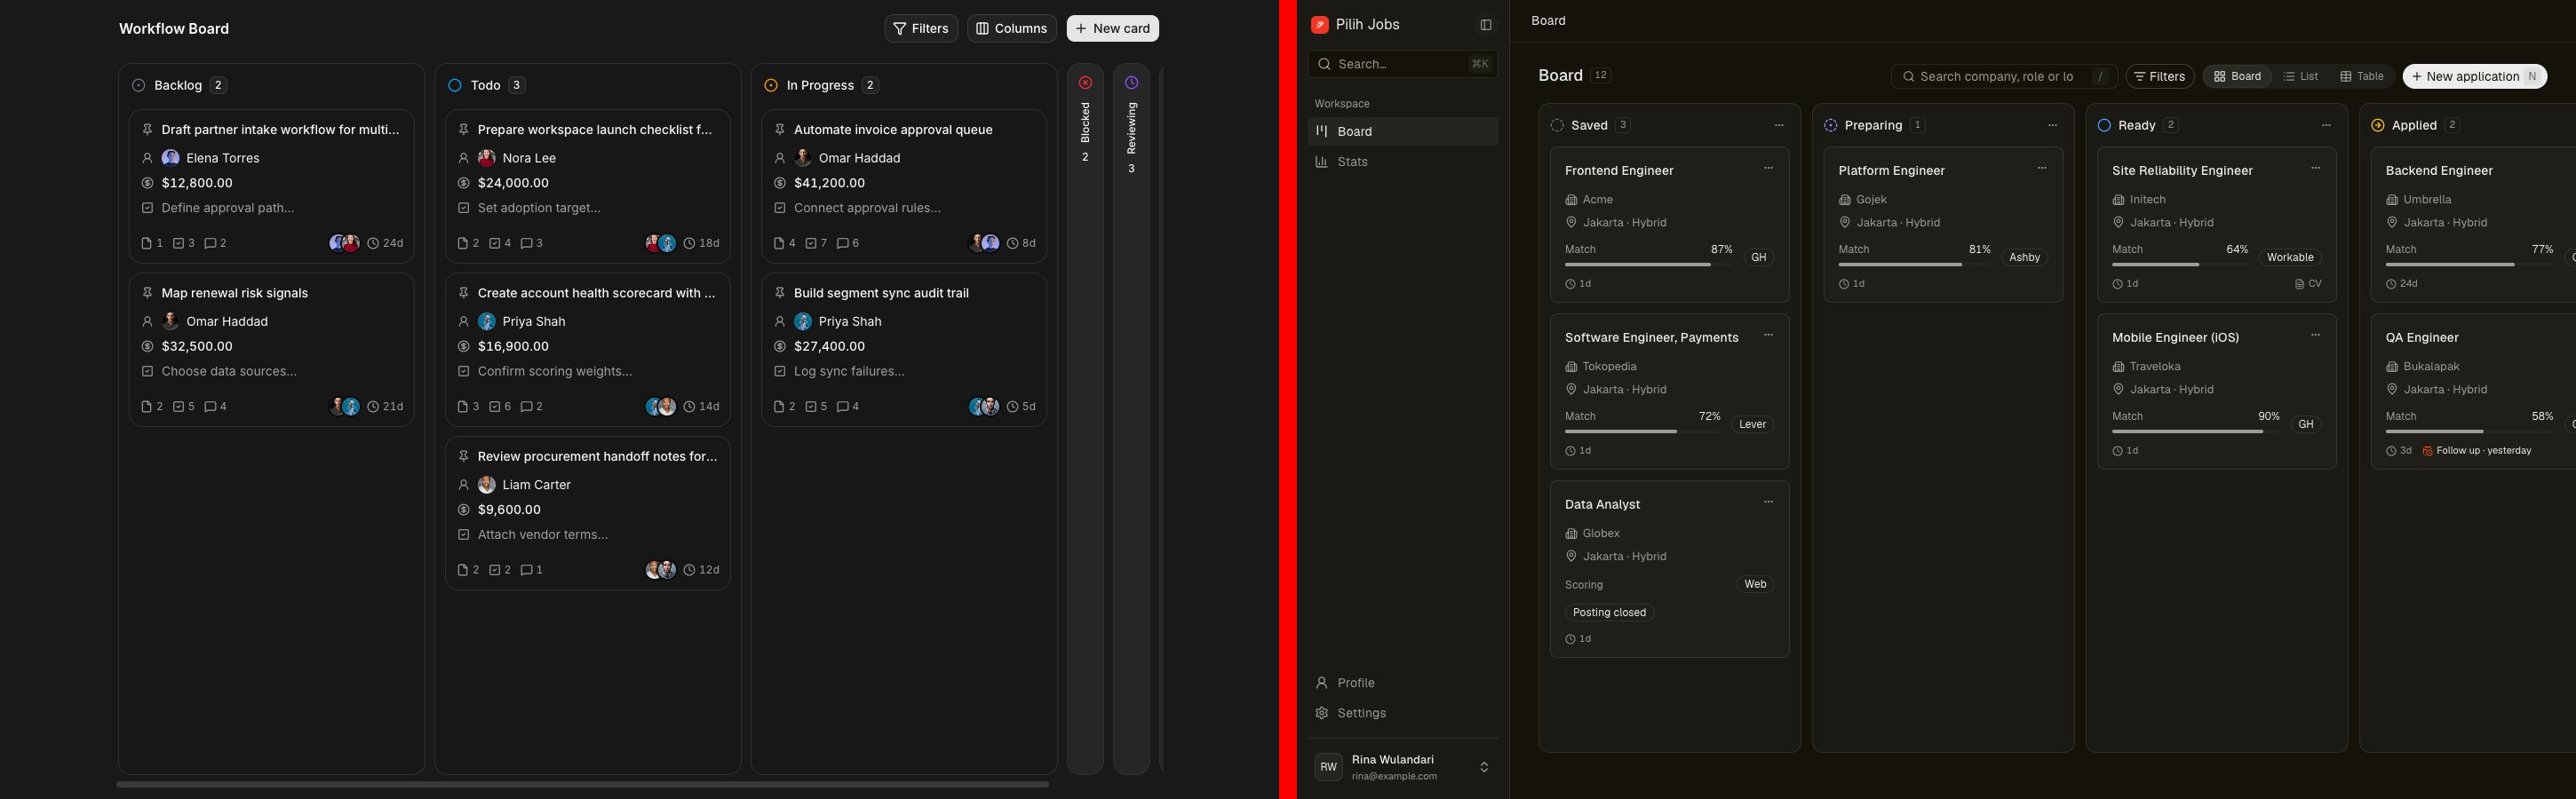 Workflow Board
Filters
Columns
New card
Backlog 2
Draft partner intake workflow for multi...
Elena Torres
$12,800.00
Define approval path...
1 3 2 24d
Map renewal risk signals
Omar Haddad
$32,500.00
Choose data sources...
2 5 4 21d
Todo 3
Prepare workspace launch checklist f...
Nora Lee
$24,000.00
Set adoption target...
2 4 3 18d
Create account health scorecard with ...
Priya Shah
$16,900.00
Confirm scoring weights...
3 6 2 14d
Review procurement handoff notes for...
Liam Carter
$9,600.00
Attach vendor terms...
2 2 1 12d
In Progress 2
Automate invoice approval queue
Omar Haddad
$41,200.00
Connect approval rules...
4 7 6 8d
Build segment sync audit trail
Priya Shah
$27,400.00
Log sync failures...
2 5 4 5d
Blocked 2
Reviewing 3
Pilih Jobs
Search... ⌘K
Workspace
Board
Stats
Profile
Settings
RW
Rina Wulandari
rina@example.com
Board
Board 12
Search company, role or lo /
Filters
Board
List
Table
New application N
Saved 3
Frontend Engineer
Acme
Jakarta · Hybrid
Match 87% GH
1d
Software Engineer, Payments
Tokopedia
Jakarta · Hybrid
Match 72% Lever
1d
Data Analyst
Globex
Jakarta · Hybrid
Scoring Web
Posting closed
1d
Preparing 1
Platform Engineer
Gojek
Jakarta · Hybrid
Match 81% Ashby
1d
Ready 2
Site Reliability Engineer
Initech
Jakarta · Hybrid
Match 64% Workable
1d CV
Mobile Engineer (iOS)
Traveloka
Jakarta · Hybrid
Match 90% GH
1d
Applied 2
Backend Engineer
Umbrella
Jakarta · Hybrid
Match 77%
24d
QA Engineer
Bukalapak
Jakarta · Hybrid
Match 58%
3d Follow up · yesterday